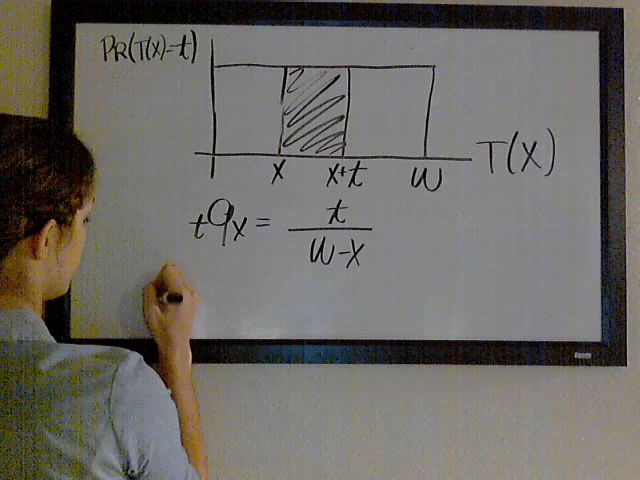 PR(T(x)=t)
T(x)
x x+t w
tqx = t
w-x